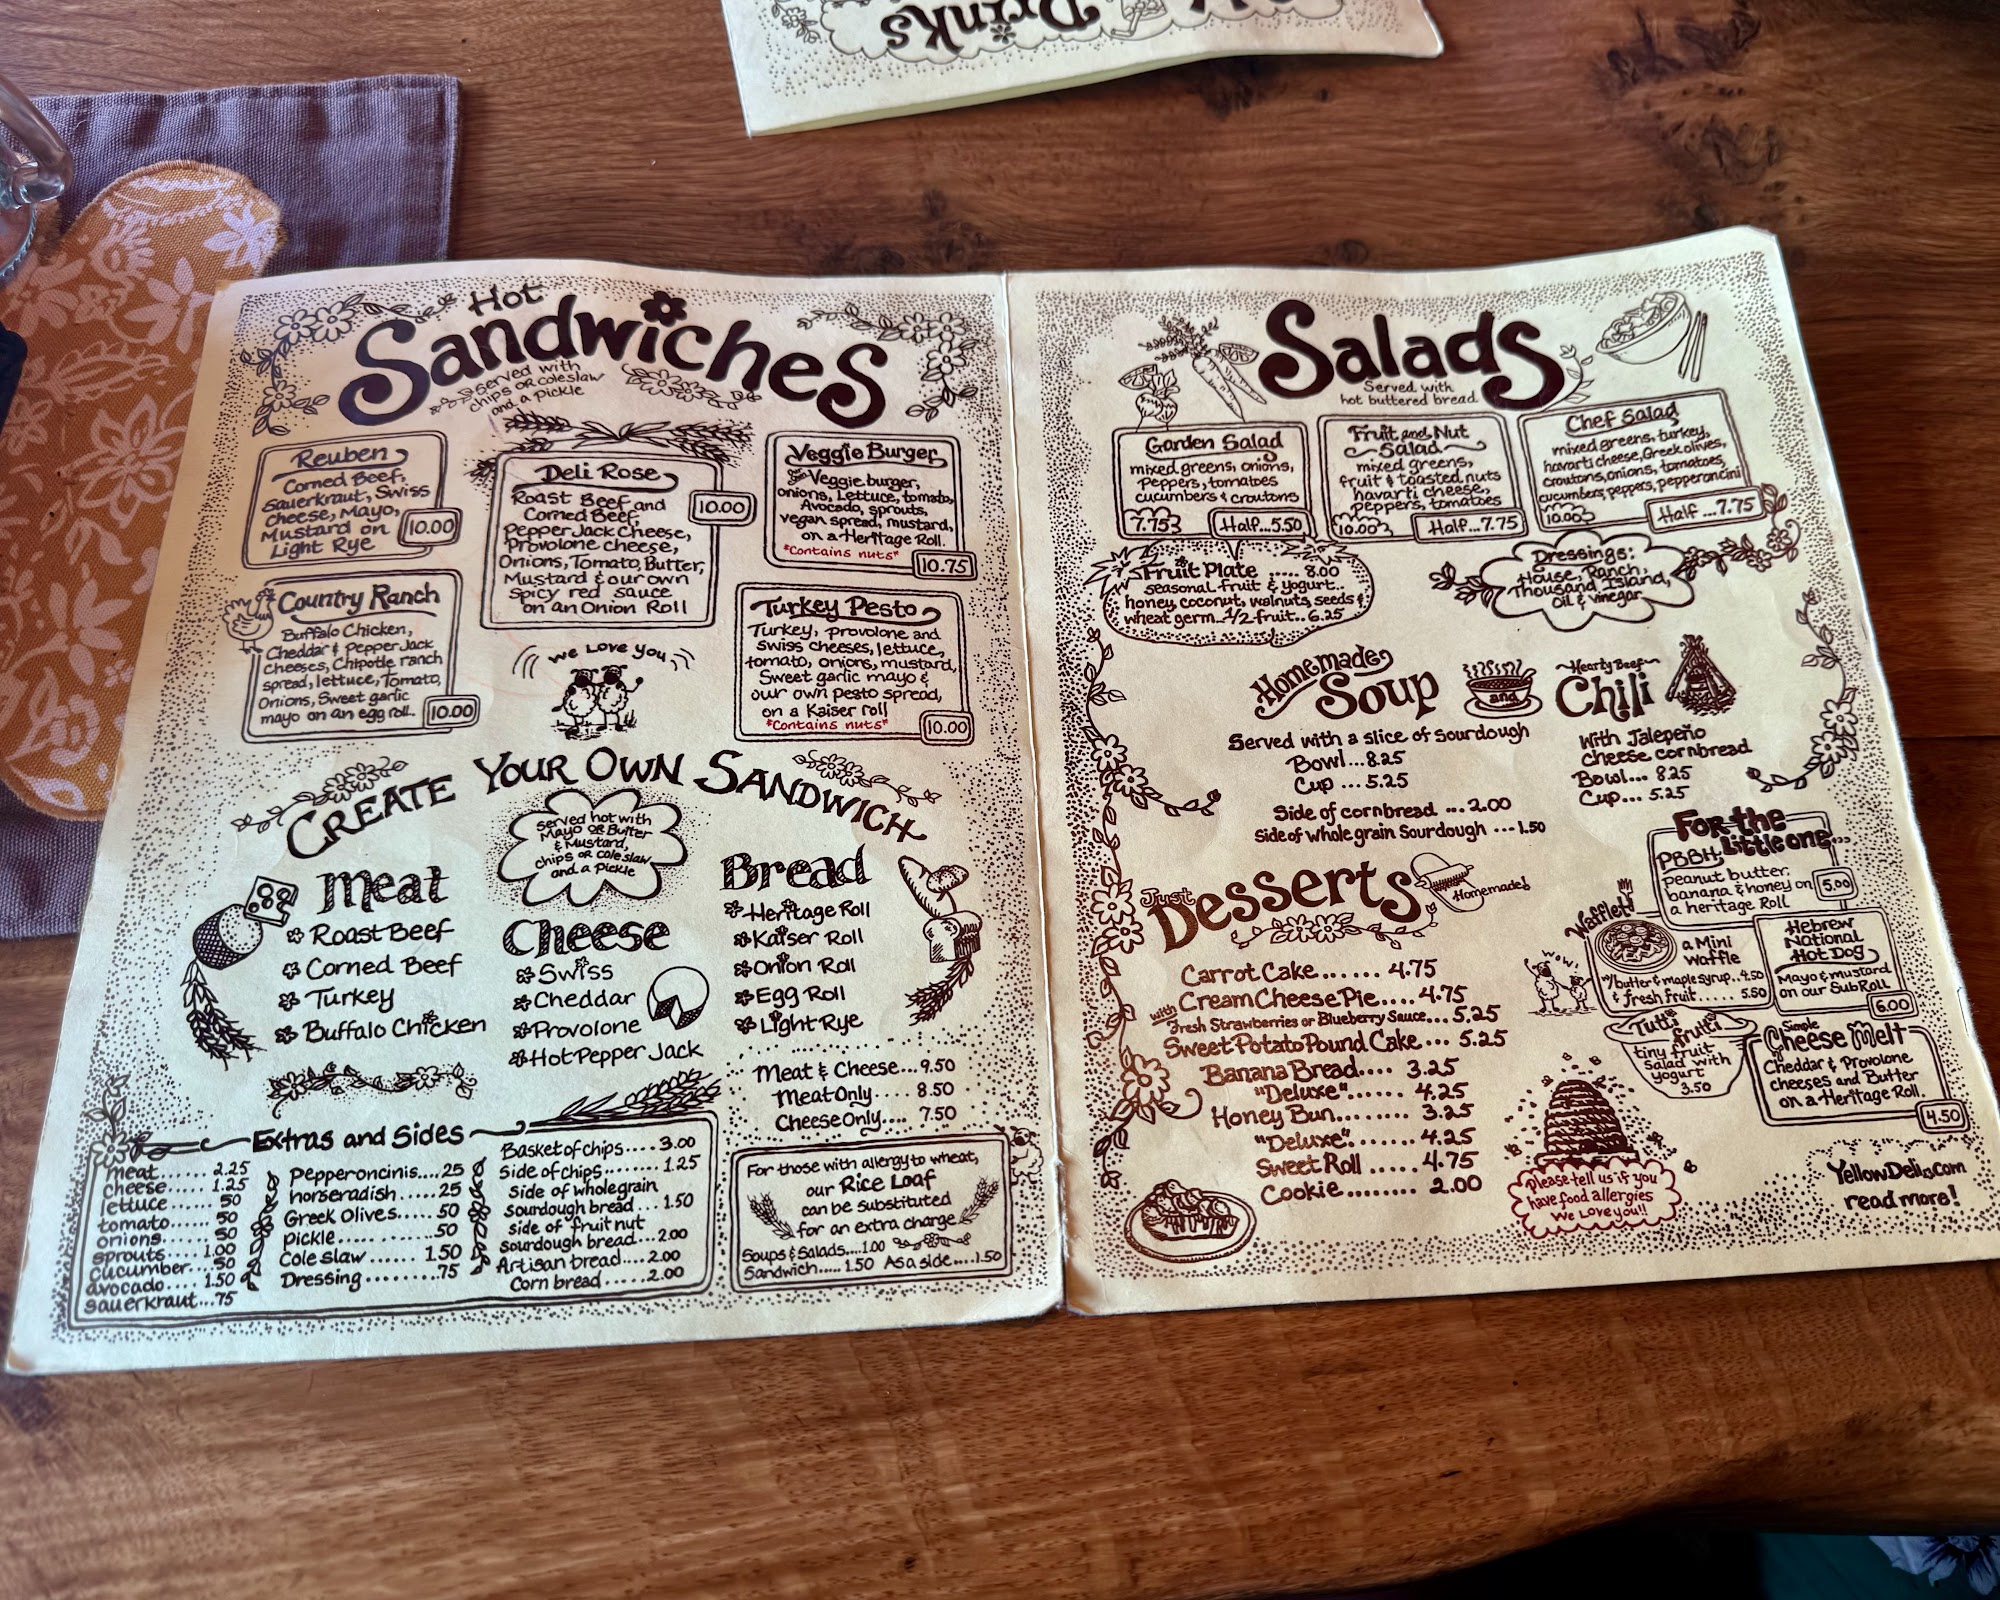 Drinks
Hot
Sandwiches
served with
chips or coleslaw
and a pickle
Reuben
Corned Beef,
Sauerkraut, Swiss
Cheese, Mayo,
Mustard on
Light Rye
10.00
Deli Rose
10.00
Roast Beef and
Corned Beef,
Pepper Jack Cheese,
Provolone cheese,
Onions, Tomato, Butter,
Mustard & our own
spicy red sauce
on an Onion Roll
Veggie Burger
Veggie burger,
onions, Lettuce, tomato,
Avocado, sprouts,
vegan spread, mustard,
on a Heritage Roll.
*Contains nuts*
10.75
Country Ranch
Buffalo Chicken,
Cheddar & Pepper Jack
Cheeses, Chipotle ranch
spread, lettuce, Tomato,
Onions, Sweet garlic
mayo on an egg roll.
10.00
We Love you
Turkey Pesto
Turkey, provolone and
Swiss cheeses, lettuce,
tomato, onions, mustard,
Sweet garlic mayo &
our own pesto spread,
on a Kaiser roll
*Contains nuts*
10.00
CREATE YOUR OWN SANDWICH
Served hot with
Mayo or Butter
& Mustard,
chips or coleslaw
and a pickle
Meat
Roast Beef
Corned Beef
Turkey
Buffalo Chicken
Cheese
Swiss
Cheddar
Provolone
Hot Pepper Jack
Bread
Heritage Roll
Kaiser Roll
Onion Roll
Egg Roll
Light Rye
Meat & Cheese...9.50
Meat Only.... 8.50
Cheese Only.... 7.50
Extras and Sides
meat...... 2.25
cheese..... 1.25
lettuce..... 50
tomato...... 50
onions..... 50
sprouts..... 1.00
cucumber... 50
avocado.... 1.50
sauerkraut...75
Pepperoncinis....25
horseradish......25
Greek Olives..... 50
pickle............50
Coleslaw...... 1.50
Dressing.........75
Basket of chips....3.00
Side of chips........ 1.25
Side of whole grain
sourdough bread... 1.50
side of fruit nut
sourdough bread...2.00
Artisan bread....2.00
Corn bread.....2.00
For those with allergy to wheat,
our Rice Loaf
can be substituted
for an extra charge
Soups & Salads....1.00
Sandwich..... 1.50 As a side....1.50
Salads
Served with
hot buttered bread
Garden Salad
mixed greens, onions,
Peppers, tomatoes
cucumbers & croutons
7.75
Half...5.50
Fruit and Nut
Salad
mixed greens,
fruit & toasted nuts
havarti cheese,
peppers, tomatoes
10.00
Half...7.75
Chef Salad
mixed greens, turkey,
havarti cheese, Greek olives,
croutons, onions, tomatoes,
cucumbers, peppers, pepperoncini
10.00
Half ...7.75
Fruit Plate ..... 8.00
seasonal fruit & yogurt..
honey, coconut, walnuts, seeds &
wheat germ...1/2 fruit.. 6.25
Dressings:
House, Ranch,
Thousand Island,
Oil & vinegar
Homemade
Soup
and
Served with a slice of sourdough
Bowl...8.25
Cup ... 5.25
~Hearty Beef~
Chili
With Jalepeño
cheese cornbread
Bowl... 8.25
Cup... 5.25
Side of cornbread ... 2.00
Side of whole grain Sourdough ... 1.50
Just
Desserts
Homemade!
Carrot Cake...... 4.75
Cream Cheese Pie.... 4.75
with Fresh Strawberries or Blueberry Sauce... 5.25
Sweet Potato Pound Cake ... 5.25
Banana Bread.... 3.25
"Deluxe"...... 4.25
Honey Bun........ 3.25
"Deluxe"....... 4.25
Sweet Roll ..... 4.75
Cookie........ 2.00
For the
Little one...
PBBH
peanut butter,
banana & honey on
a heritage Roll
5.00
Waffle!
a Mini
Waffle
w/ butter & maple syrup.. 4.50
& fresh fruit..... 5.50
wow!
Hebrew
National
Hot Dog
Mayo & mustard
on our Sub Roll
6.00
Tutti frutti
tiny fruit
salad with
yogurt
3.50
Simple
Cheese Melt
Cheddar & Provolone
cheeses and Butter
on a Heritage Roll.
4.50
Please tell us if you
have food allergies
We Love you!!
YellowDeli.com
read more!